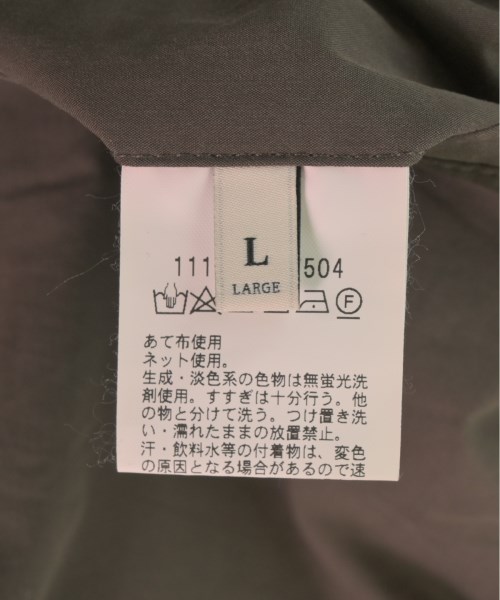 L
LARGE
111 504
F
あて布使用
ネット使用。
生成・淡色系の色物は無蛍光洗
剤使用。すすぎは十分行う。他
の物と分けて洗う。つけ置き洗
い・濡れたままの放置禁止。
汗・飲料水等の付着物は、変色
の原因となる場合があるので速